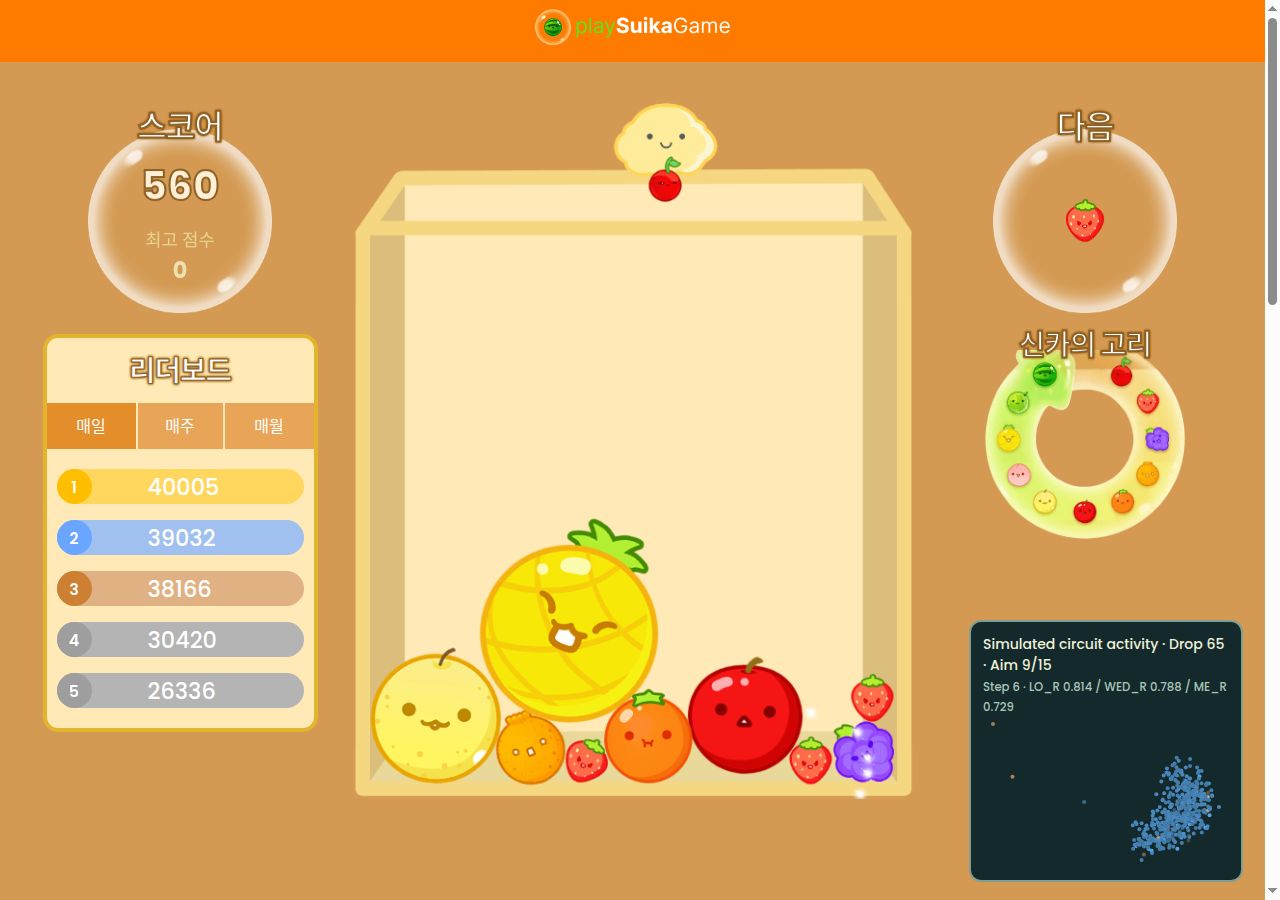 playSuikaGame
스코어
560
최고 점수
0
다음
신카의 고리
리더보드
매일 매주 매월
1 40005
2 39032
3 38166
4 30420
5 26336
Simulated circuit activity · Drop 65
· Aim 9/15
Step 6 · LO_R 0.814 / WED_R 0.788 / ME_R
0.729